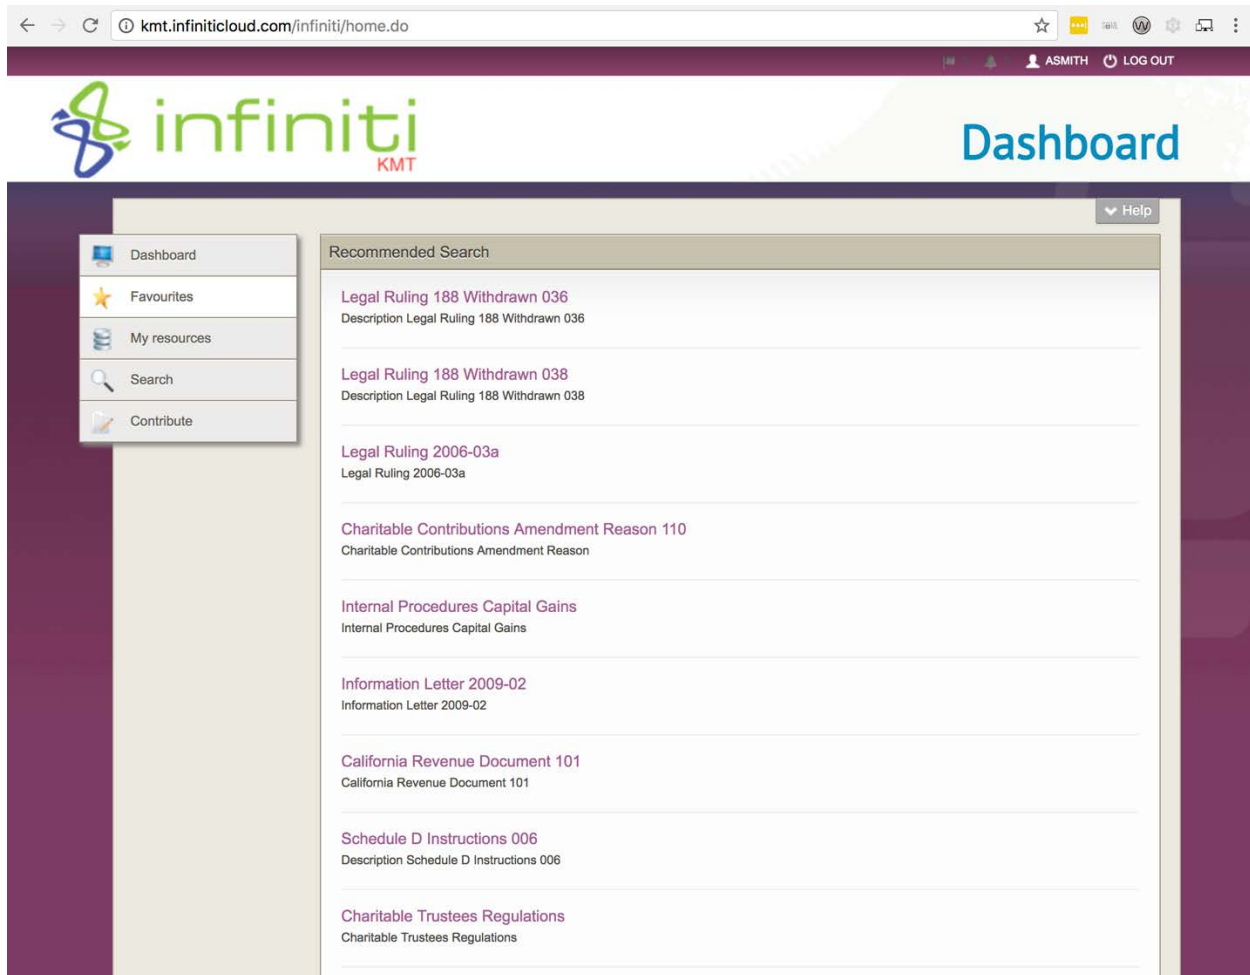 kmt.infiniticloud.com/infiniti/home.do
ASMITH LOG OUT
infiniti
KMT
Dashboard
Help
Dashboard
Favourites
My resources
Search
Contribute
Recommended Search
Legal Ruling 188 Withdrawn 036
Description Legal Ruling 188 Withdrawn 036
Legal Ruling 188 Withdrawn 038
Description Legal Ruling 188 Withdrawn 038
Legal Ruling 2006-03a
Legal Ruling 2006-03a
Charitable Contributions Amendment Reason 110
Charitable Contributions Amendment Reason
Internal Procedures Capital Gains
Internal Procedures Capital Gains
Information Letter 2009-02
Information Letter 2009-02
California Revenue Document 101
California Revenue Document 101
Schedule D Instructions 006
Description Schedule D Instructions 006
Charitable Trustees Regulations
Charitable Trustees Regulations